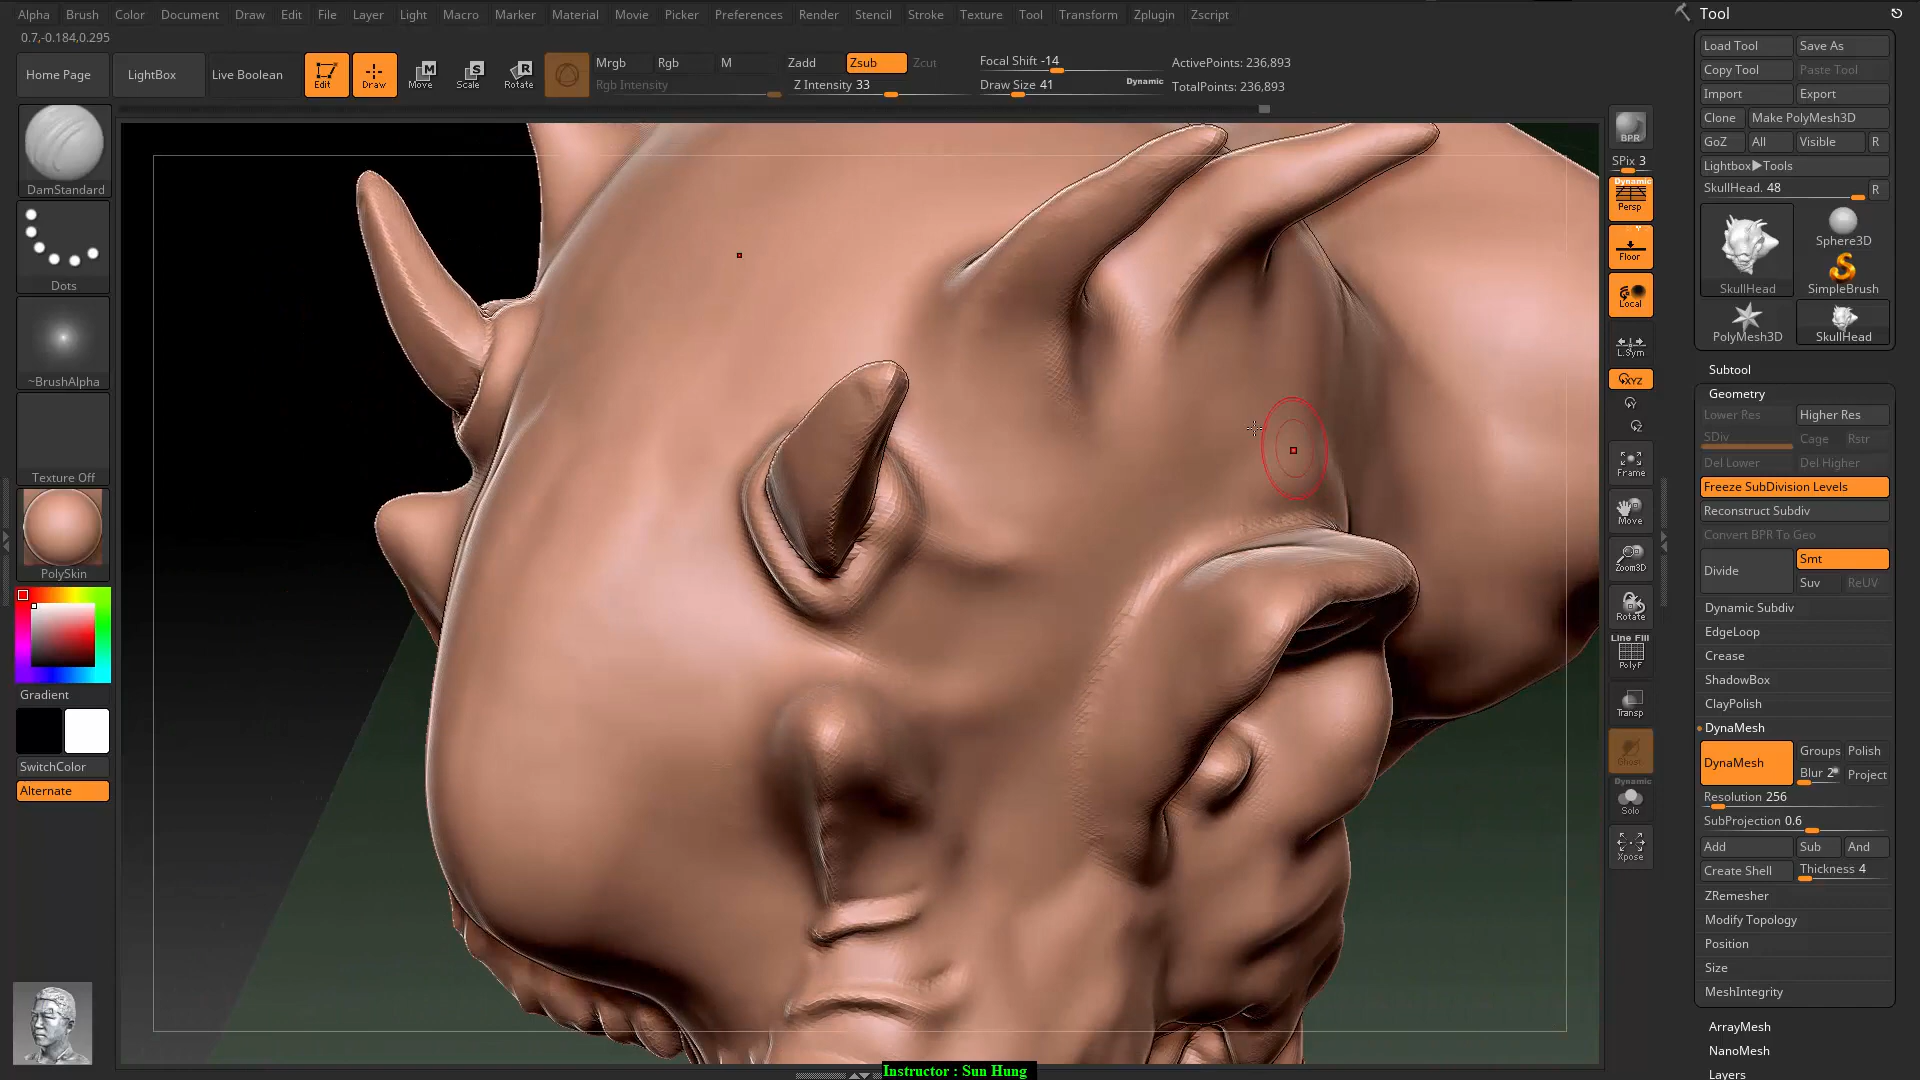 Alpha Brush Color Document Draw Edit File Layer Light Macro Marker Material Movie Picker Preferences Render Stencil Stroke Texture Tool Transform Zplugin Zscript
Tool
0.7,-0.184,0.295
Home Page
LightBox
Live Boolean
Edit
Draw
Move
Scale
Rotate
Mrgb Rgb M
Rgb Intensity
Zadd Zsub Zcut
Z Intensity 33
Focal Shift -14
Draw Size 41
Dynamic
ActivePoints: 236,893
TotalPoints: 236,893
DamStandard
Dots
~BrushAlpha
Texture Off
PolySkin
Gradient
SwitchColor
Alternate
BPR
SPix 3
Dynamic
Persp
Floor
Local
L.Sym
XYZ
Frame
Move
Zoom3D
Rotate
Line Fill
PolyF
Transp
Ghost
Dynamic
Solo
Xpose
Load Tool Save As
Copy Tool Paste Tool
Import Export
Clone Make PolyMesh3D
GoZ All Visible R
Lightbox▶Tools
SkullHead. 48 R
SkullHead
Sphere3D
SimpleBrush
PolyMesh3D
SkullHead
Subtool
Geometry
Lower Res Higher Res
SDiv Cage Rstr
Del Lower Del Higher
Freeze SubDivision Levels
Reconstruct Subdiv
Convert BPR To Geo
Divide Smt
Suv ReUV
Dynamic Subdiv
EdgeLoop
Crease
ShadowBox
ClayPolish
DynaMesh
DynaMesh Groups Polish
Blur 2 Project
Resolution 256
SubProjection 0.6
Add Sub And
Create Shell Thickness 4
ZRemesher
Modify Topology
Position
Size
MeshIntegrity
ArrayMesh
NanoMesh
Layers
Instructor : Sun Hung